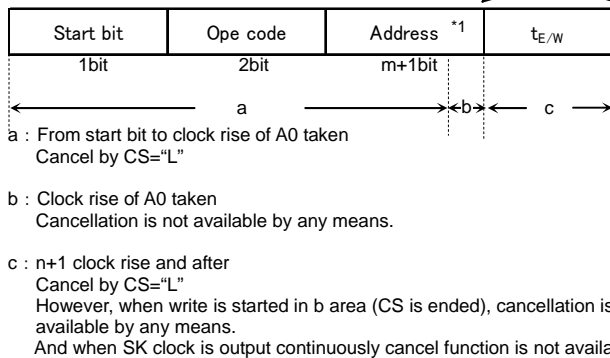 Start bit Ope code Address *1 tE/W
1bit 2bit m+1bit
a b c
a : From start bit to clock rise of A0 taken
Cancel by CS=“L”
b : Clock rise of A0 taken
Cancellation is not available by any means.
c : n+1 clock rise and after
Cancel by CS=“L”
However, when write is started in b area (CS is ended), cancellation is
available by any means.
And when SK clock is output continuously cancel function is not